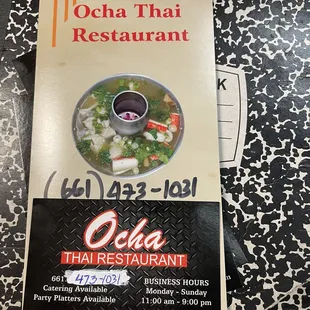 Ocha Thai
Restaurant
(661) 473-1031
Ocha
THAI RESTAURANT
661 473-1031
Catering Available
Party Platters Available
BUSINESS HOURS
Monday - Sunday
11:00 am - 9:00 pm